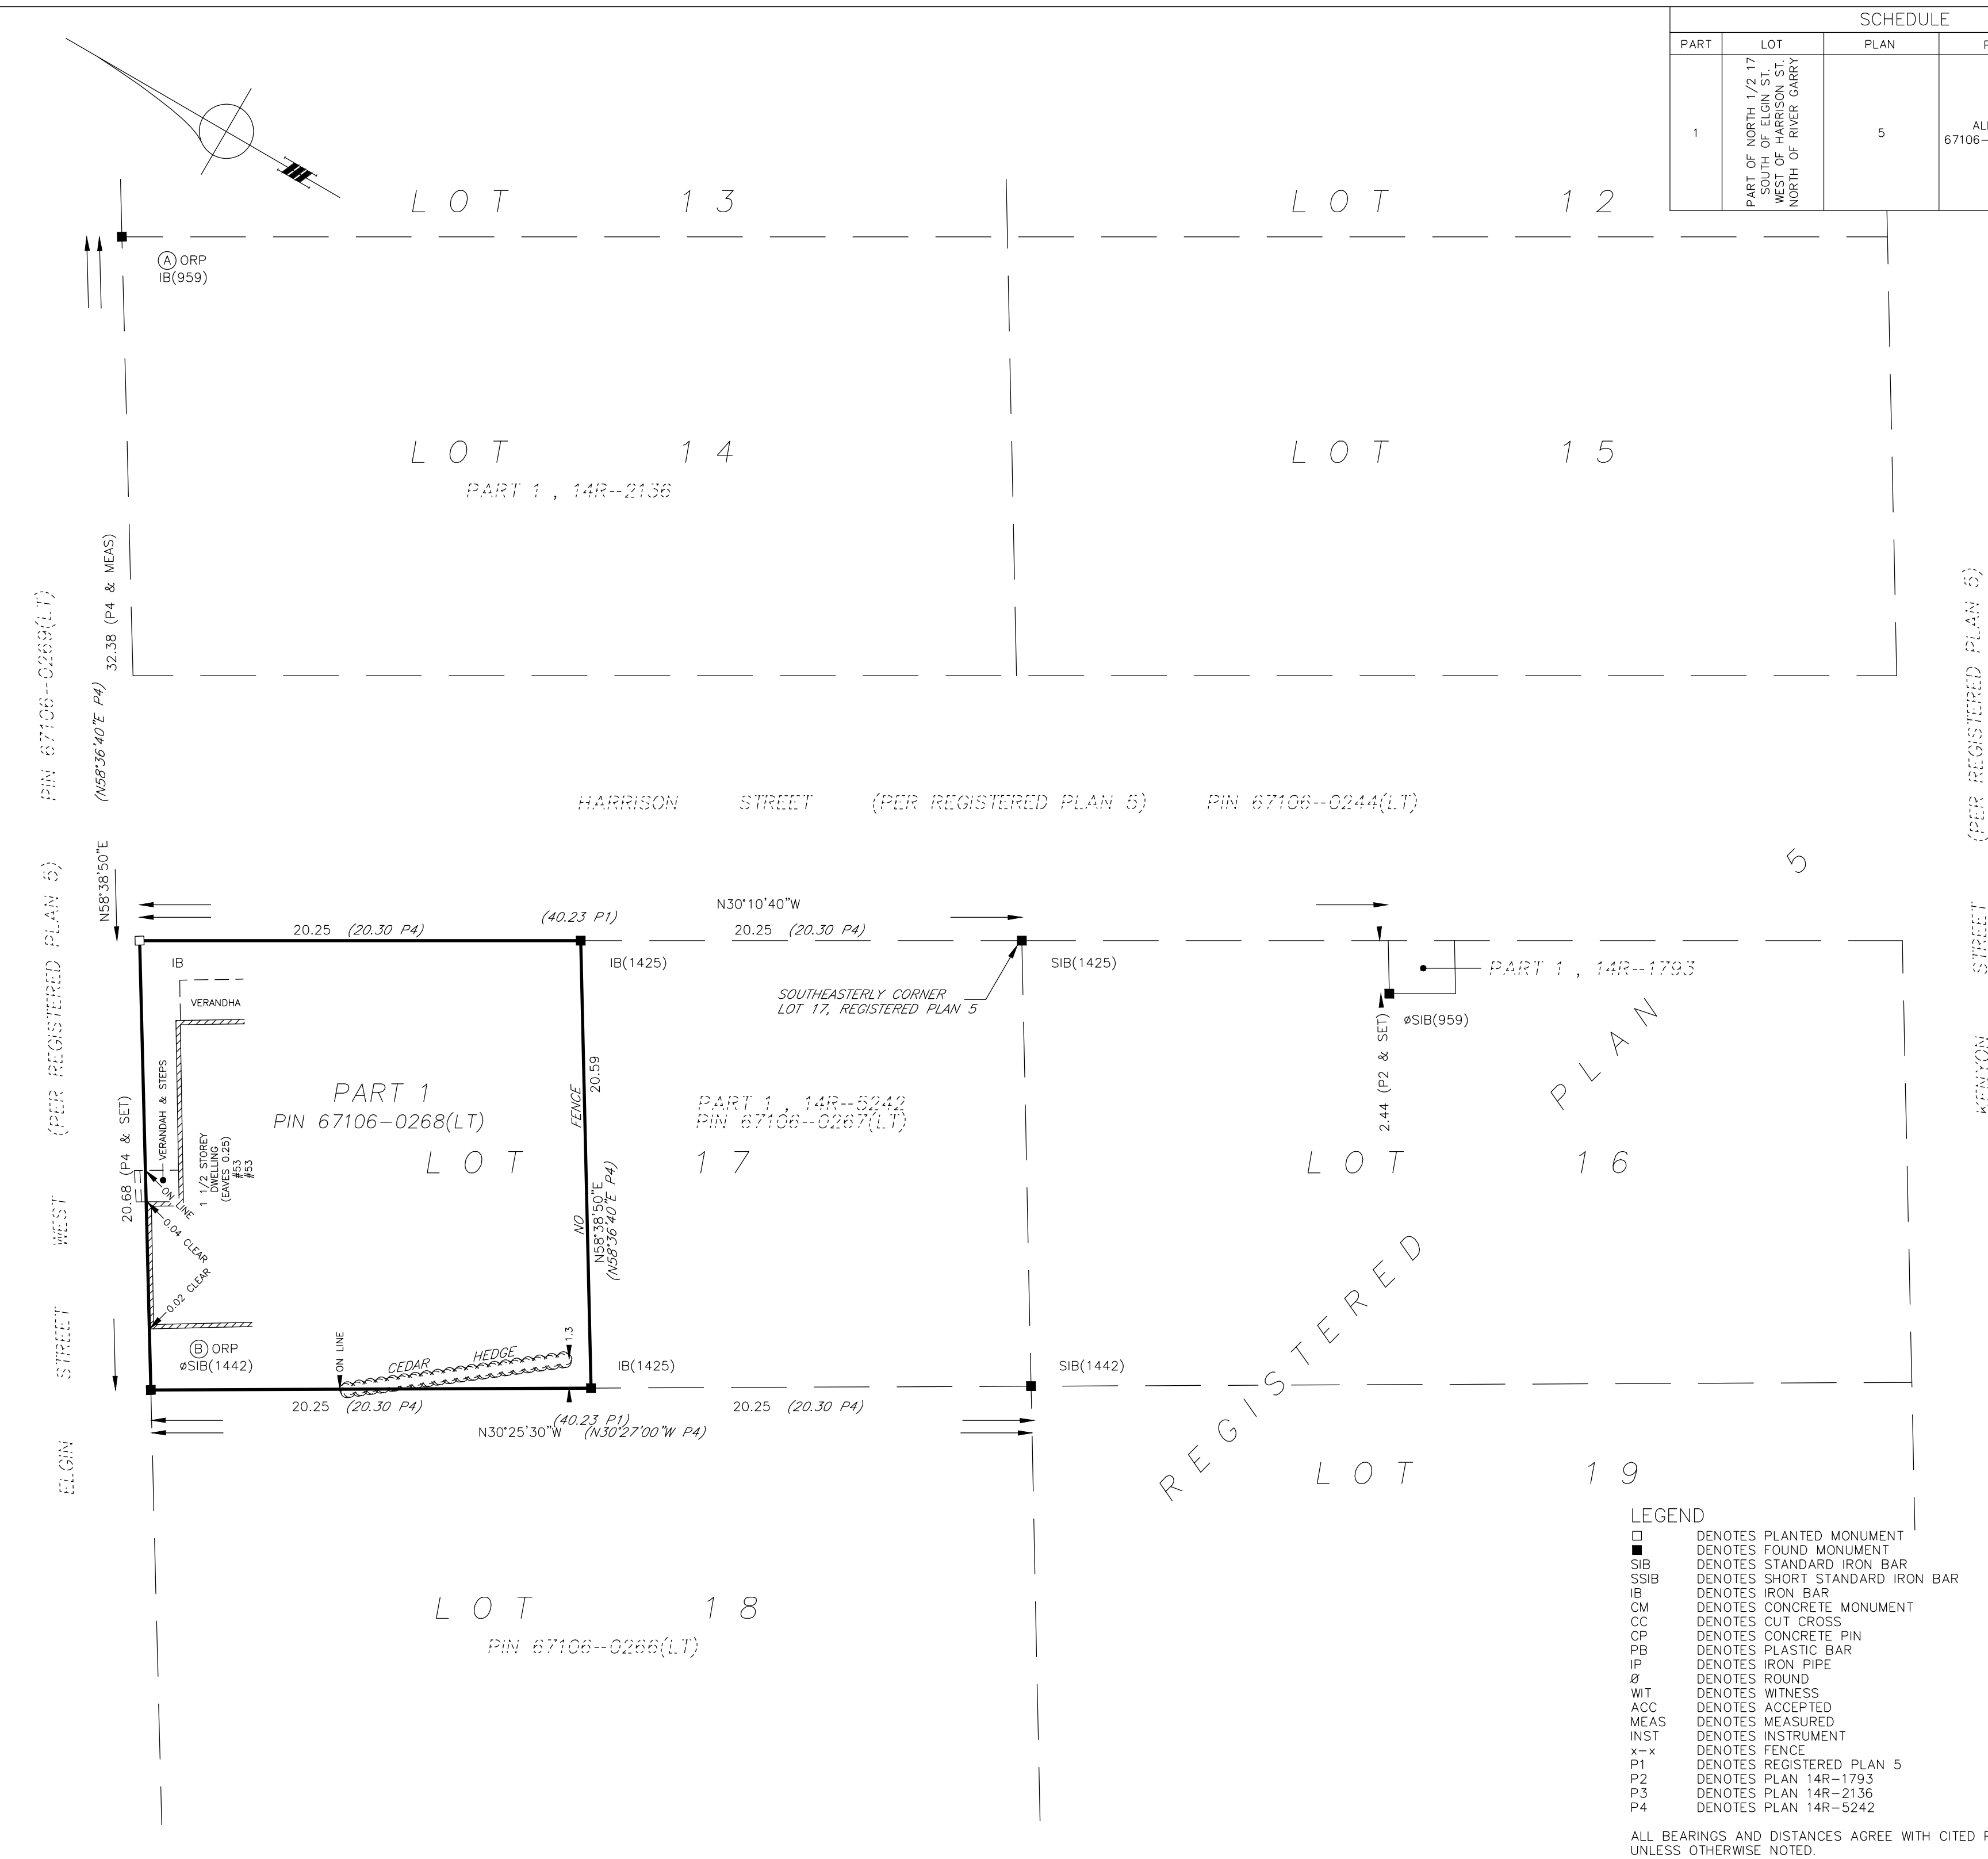 SCHEDULE
PART LOT PLAN
1
PART OF NORTH 1/2 17
SOUTH OF ELGIN ST.
WEST OF HARRISON ST.
NORTH OF RIVER GARRY
5
67106-
LOT 13
LOT 12
A ORP
IB(959)
LOT 14
PART 1 , 14R--2136
LOT 15
32.38 (P4 & MEAS)
(N58°36'40"E P4)
N58°38'50"E
PIN 67106--0269(LT)
(PER REGISTERED PLAN 5)
ELGIN STREET WEST
HARRISON STREET (PER REGISTERED PLAN 5) PIN 67106--0244(LT)
(PER REGISTERED PLAN 5)
KENYON STREET
N30°10'40"W
(40.23 P1)
20.25 (20.30 P4)
20.25 (20.30 P4)
IB
IB(1425)
SIB(1425)
SOUTHEASTERLY CORNER
LOT 17, REGISTERED PLAN 5
PART 1 , 14R--1793
øSIB(959)
2.44 (P2 & SET)
VERANDHA
VERANDAH & STEPS
20.68 (P4 & SET)
1 1/2 STOREY
DWELLING
(EAVES 0.25)
#53
#53
PART 1
PIN 67106-0268(LT)
NO FENCE
20.59
N58°38'50"E
(N58°36'40"E P4)
PART 1 , 14R--5242
PIN 67106--0267(LT)
LOT 17
LOT 16
ON LINE
0.04 CLEAR
0.02 CLEAR
B ORP
øSIB(1442)
ON LINE
CEDAR HEDGE
1.3
IB(1425)
SIB(1442)
20.25 (20.30 P4)
20.25 (20.30 P4)
(40.23 P1)
N30°25'30"W (N30°27'00"W P4)
REGISTERED PLAN 5
LOT 19
LOT 18
PIN 67106--0266(LT)
LEGEND
□ DENOTES PLANTED MONUMENT
■ DENOTES FOUND MONUMENT
SIB DENOTES STANDARD IRON BAR
SSIB DENOTES SHORT STANDARD IRON BAR
IB DENOTES IRON BAR
CM DENOTES CONCRETE MONUMENT
CC DENOTES CUT CROSS
CP DENOTES CONCRETE PIN
PB DENOTES PLASTIC BAR
IP DENOTES IRON PIPE
Ø DENOTES ROUND
WIT DENOTES WITNESS
ACC DENOTES ACCEPTED
MEAS DENOTES MEASURED
INST DENOTES INSTRUMENT
x-x DENOTES FENCE
P1 DENOTES REGISTERED PLAN 5
P2 DENOTES PLAN 14R-1793
P3 DENOTES PLAN 14R-2136
P4 DENOTES PLAN 14R-5242
ALL BEARINGS AND DISTANCES AGREE WITH CITED
UNLESS OTHERWISE NOTED.